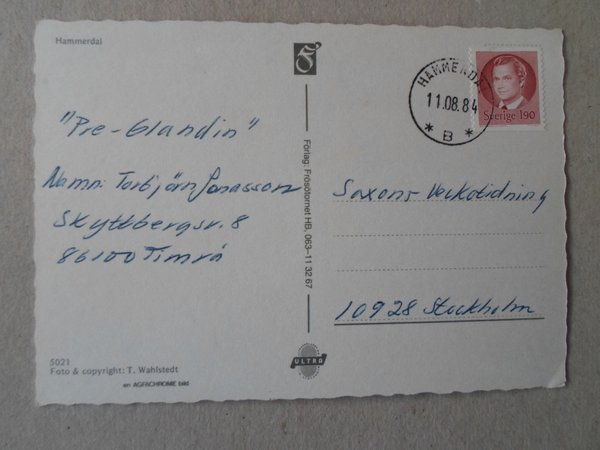 Hammerdal
HAMMERDAL
11.08.84
* B *
Sverige 190
"Pre-Glandin"
Namn: Torbjörn Jonasson
Skyttbergsv. 8
86100 Timrå
Saxons Veckotidning
10928 Stockholm
Förlag: Frösötornet HB, 063-11 32 67
ULTRA
5021
Foto & copyright: T. Wahlstedt
en AGFACHROME bild